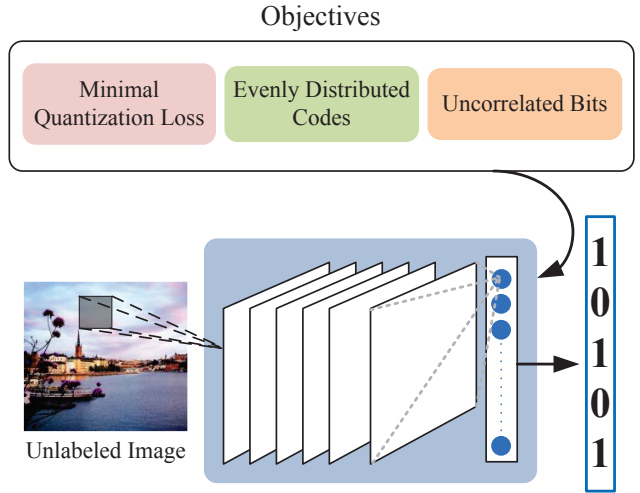 Objectives
Minimal
Quantization Loss
Evenly Distributed
Codes
Uncorrelated Bits
Unlabeled Image
1
0
1
0
1